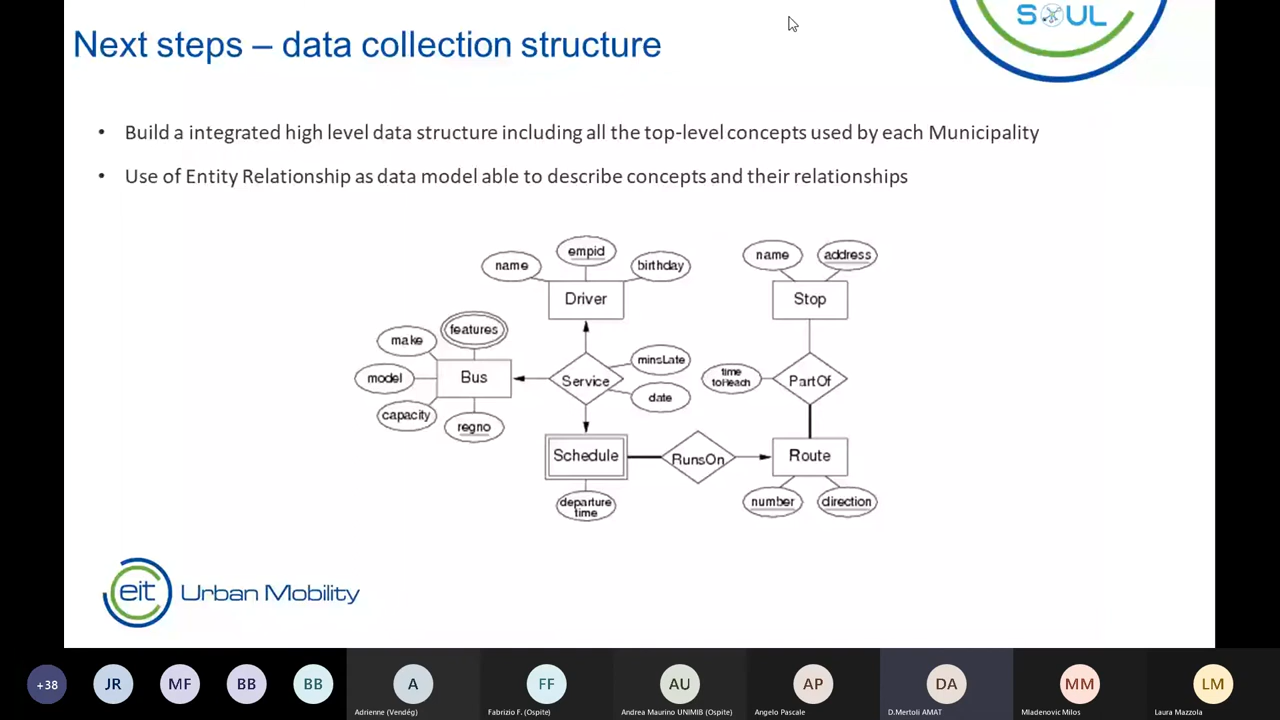 SOUL
Next steps – data collection structure
• Build a integrated high level data structure including all the top-level concepts used by each Municipality
• Use of Entity Relationship as data model able to describe concepts and their relationships
name
empid
birthday
Driver
name
address
Stop
features
make
model
capacity
regno
Bus
Service
minsLate
date
time
toReach
PartOf
Schedule
RunsOn
Route
departure
time
number
direction
eit Urban Mobility
+38
JR
MF
BB
BB
A
Adrienne (Vendég)
FF
Fabrizio F. (Ospite)
AU
Andrea Maurino UNIMIB (Ospite)
AP
Angelo Pascale
DA
D.Mertoli AMAT
MM
Mladenovic Milos
LM
Laura Mazzola